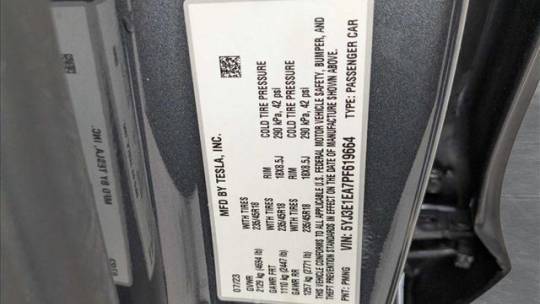 MFD BY TESLA, INC.
07/23
GVWR
2129 kg (4694 lb)
GAWR FRT WITH TIRES RIM COLD TIRE PRESSURE
1110 kg (2447 lb) 235/45R18 18X8.5J 290 kPa, 42 psi
GAWR RR WITH TIRES RIM COLD TIRE PRESSURE
1257 kg (2771 lb) 235/45R18 18X8.5J 290 kPa, 42 psi
THIS VEHICLE CONFORMS TO ALL APPLICABLE U.S. FEDERAL MOTOR VEHICLE SAFETY, BUMPER, AND
THEFT PREVENTION STANDARDS IN EFFECT ON THE DATE OF MANUFACTURE SHOWN ABOVE.
VIN: 5YJ3E1EA7PF619664 TYPE: PASSENGER CAR
PNT: PMNG